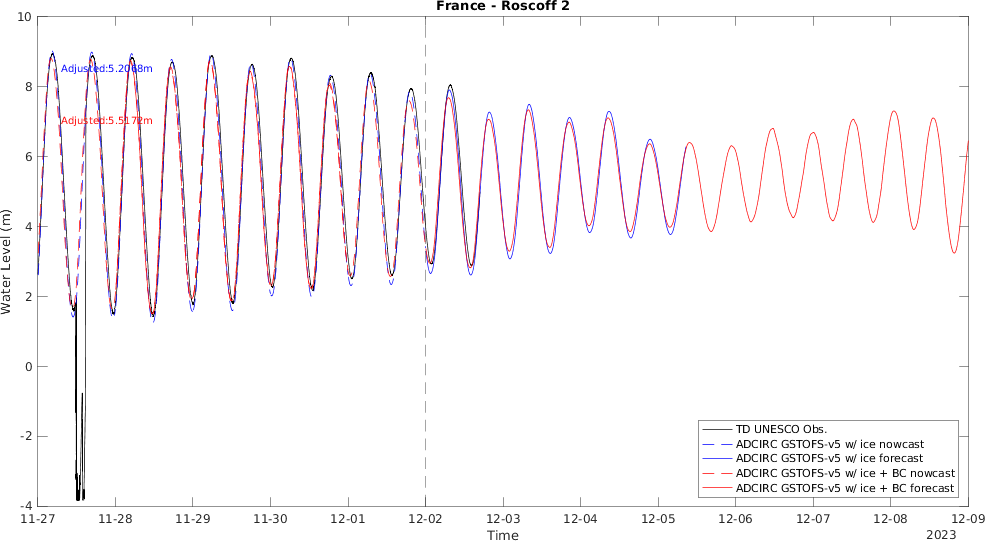 France - Roscoff 2
10
8
6
4
2
0
-2
-4
Water Level (m)
Adjusted:5.2068m
Adjusted:5.5172m
TD UNESCO Obs.
ADCIRC GSTOFS-v5 w/ ice nowcast
ADCIRC GSTOFS-v5 w/ ice forecast
ADCIRC GSTOFS-v5 w/ ice + BC nowcast
ADCIRC GSTOFS-v5 w/ ice + BC forecast
11-27 11-28 11-29 11-30 12-01 12-02 12-03 12-04 12-05 12-06 12-07 12-08 12-09
Time
2023